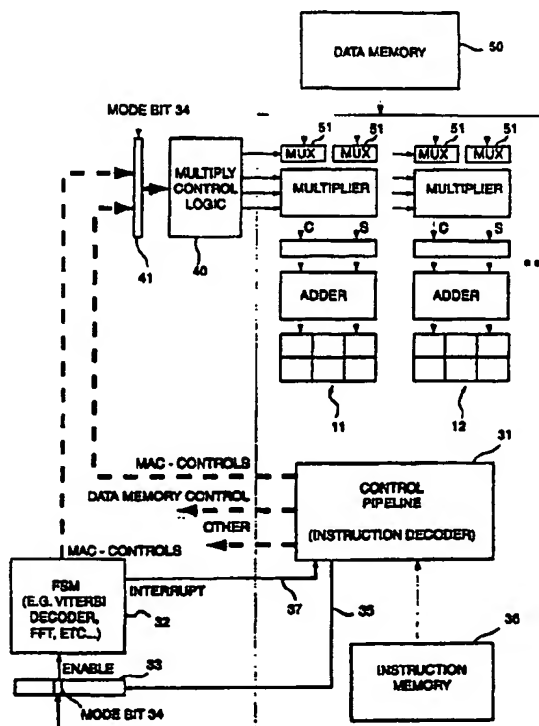 50
DATA MEMORY
MODE BIT 34
51 51 51 51
MUX MUX MUX MUX
MULTIPLY CONTROL LOGIC
MULTIPLIER MULTIPLIER
C S C S
41
40
ADDER ADDER
11 12
31
MAC - CONTROLS
CONTROL PIPELINE
DATA MEMORY CONTROL
OTHER
(INSTRUCTION DECODER)
MAC - CONTROLS
FSM
(E.G. VITERBI
DECODER,
FFT, ETC...)
INTERRUPT
32
37
35
36
ENABLE
33
INSTRUCTION
MEMORY
MODE BIT 34